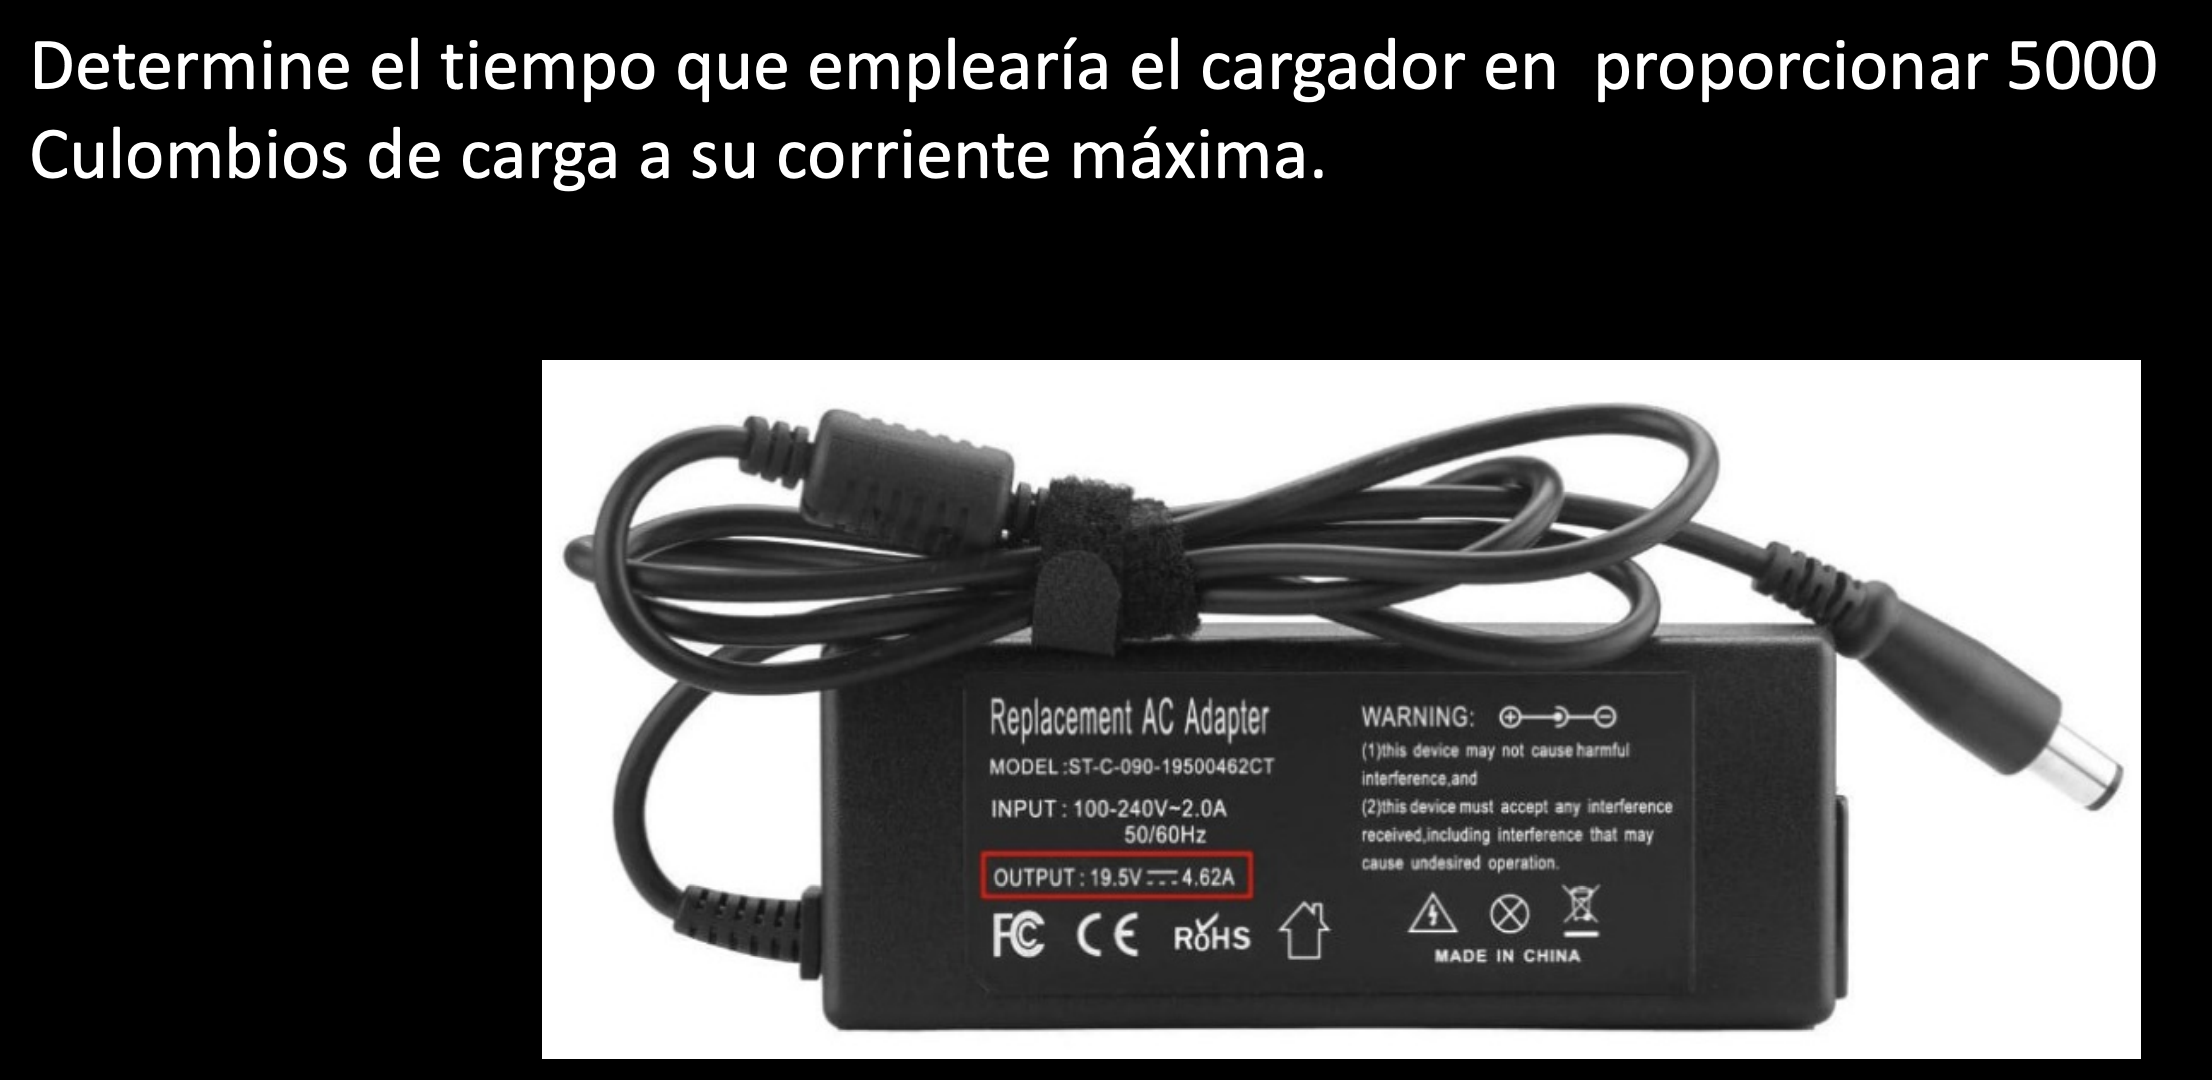 Determine el tiempo que emplearía el cargador en proporcionar 5000
Culombios de carga a su corriente máxima.
Replacement AC Adapter
MODEL:ST-C-090-19500462CT
INPUT: 100-240V~2.0A
50/60Hz
OUTPUT: 19.5V⎓4.62A
FC CE RoHS
WARNING:
(1)this device may not cause harmful
interference,and
(2)this device must accept any interference
received,including interference that may
cause undesired operation.
MADE IN CHINA